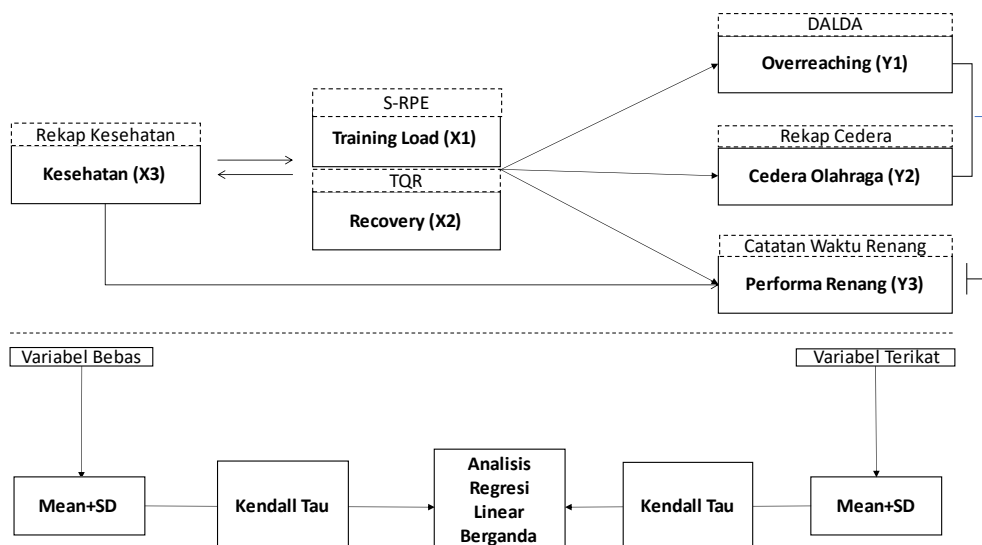 DALDA
Overreaching (Y1)
S-RPE
Training Load (X1)
Rekap Kesehatan
Kesehatan (X3)
Rekap Cedera
Cedera Olahraga (Y2)
TQR
Recovery (X2)
Catatan Waktu Renang
Performa Renang (Y3)
Variabel Bebas
Variabel Terikat
Mean+SD
Kendall Tau
Analisis
Regresi
Linear
Berganda
Kendall Tau
Mean+SD